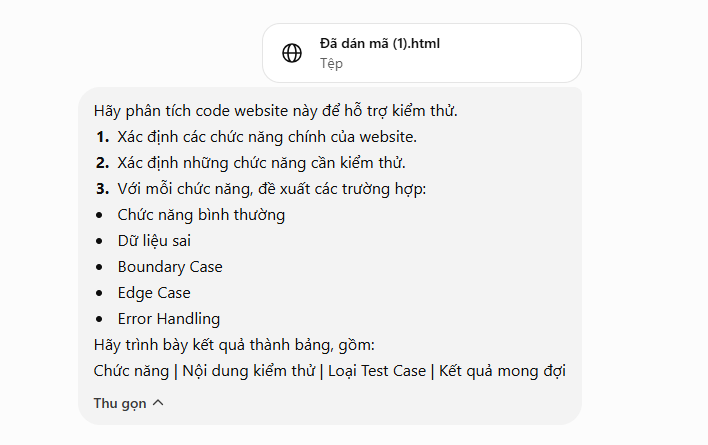 Đã dán mã (1).html
Tệp
Hãy phân tích code website này để hỗ trợ kiểm thử.
1. Xác định các chức năng chính của website.
2. Xác định những chức năng cần kiểm thử.
3. Với mỗi chức năng, đề xuất các trường hợp:
• Chức năng bình thường
• Dữ liệu sai
• Boundary Case
• Edge Case
• Error Handling
Hãy trình bày kết quả thành bảng, gồm:
Chức năng | Nội dung kiểm thử | Loại Test Case | Kết quả mong đợi
Thu gọn